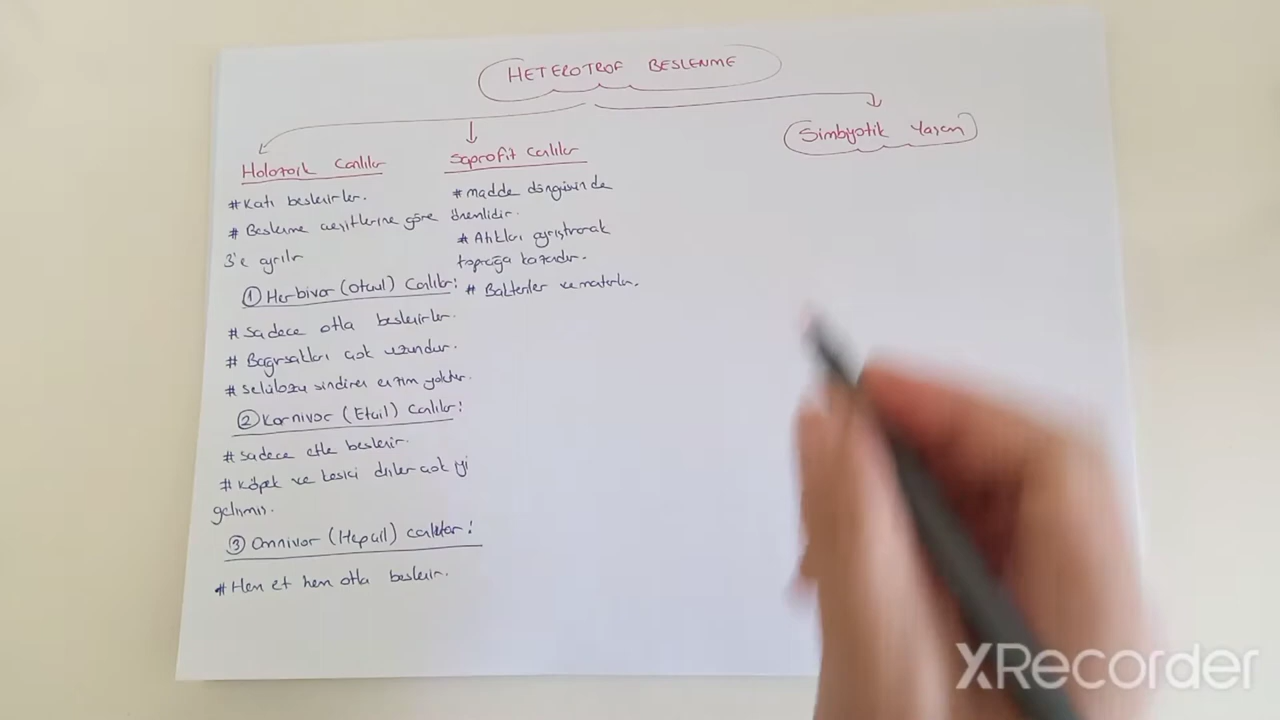 HETEROTROF BESLENME
Holozoik Canlılar
# Katı beslenirler.
# Beslenme çeşitlerine göre
3'e ayrılır
① Herbivor (otçul) Canlılar:
# Sadece otla beslenirler.
# Bağırsakları çok uzundur.
# Selülozu sindiren enzim yoktur.
② Karnivor (Etçil) Canlılar:
# Sadece etle beslenir.
# Köpek ve kesici dişler çok iyi
gelişmiş.
③ Omnivor (Hepçil) canlılar:
# Hem et hem otla beslenir.
Saprofit Canlılar
# madde döngüsünde
önemlidir.
# Atıkları ayrıştırarak
toprağa kazandır.
# Bakteriler ve mantarlar.
Simbiyotik Yaşam
XRecorder